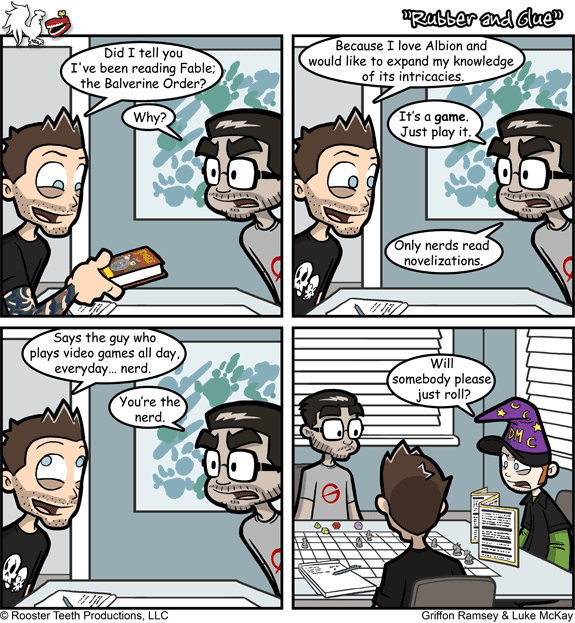 "Rubber and Glue"
Did I tell you
I've been reading Fable;
the Balverine Order?
Why?
Because I love Albion and
would like to expand my knowledge
of its intricacies.
It's a game.
Just play it.
Only nerds read
novelizations.
Says the guy who
plays video games all day,
everyday... nerd.
You're the
nerd.
Will
somebody please
just roll?
DMC
© Rooster Teeth Productions, LLC
Griffon Ramsey & Luke McKay